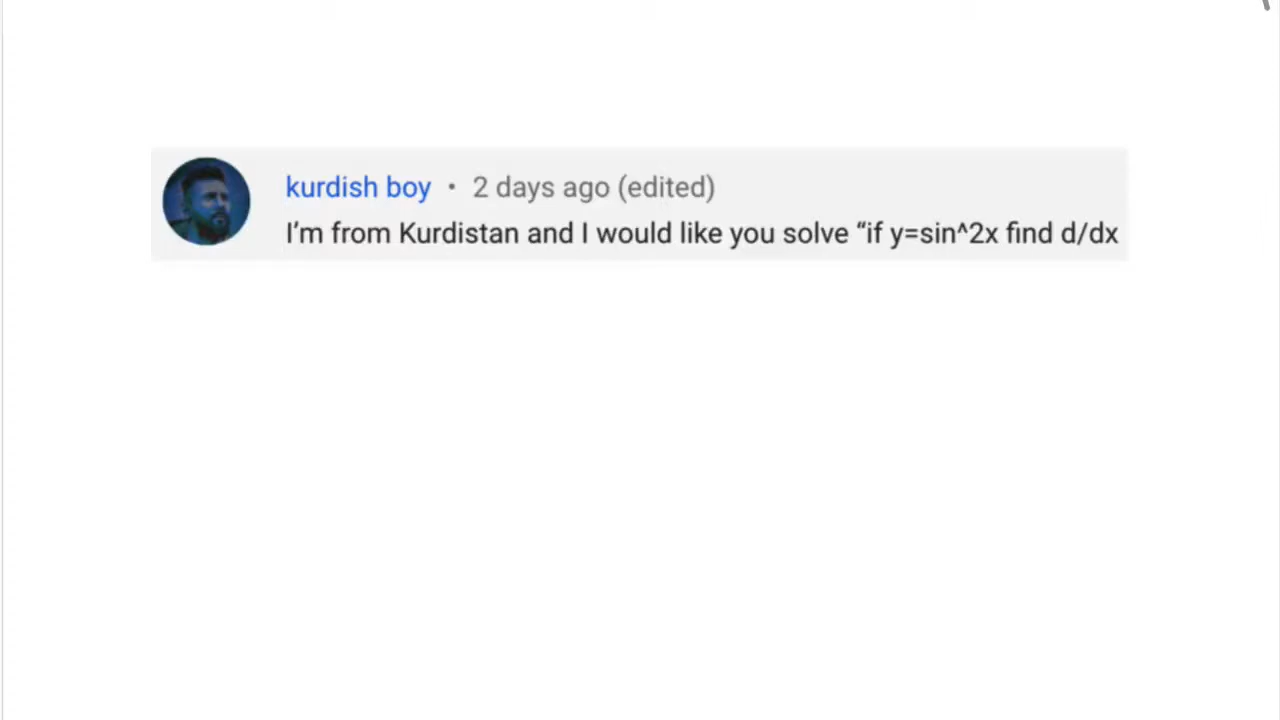 kurdish boy • 2 days ago (edited)
I’m from Kurdistan and I would like you solve “if y=sin^2x find d/dx